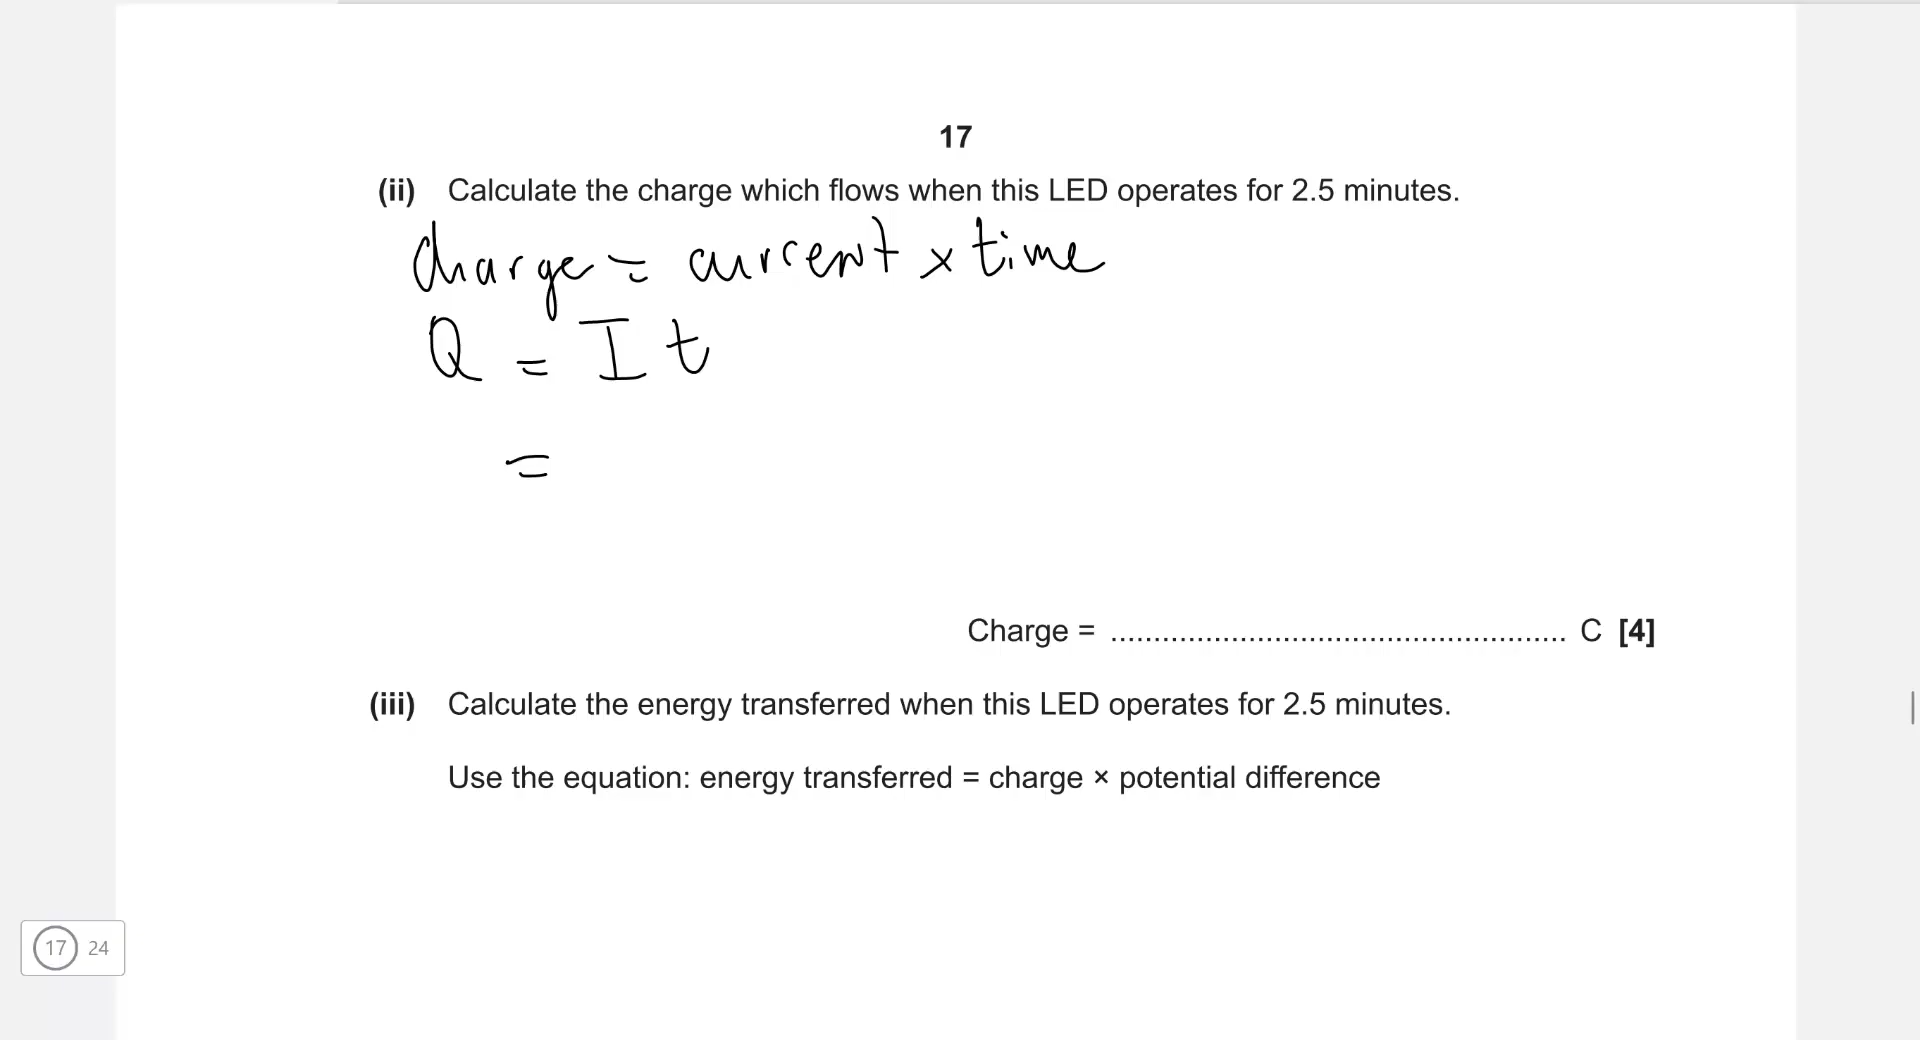 17
(ii) Calculate the charge which flows when this LED operates for 2.5 minutes.
charge = current × time
Q = I t
=
Charge = ..................................................... C [4]
(iii) Calculate the energy transferred when this LED operates for 2.5 minutes.
Use the equation: energy transferred = charge × potential difference
17 24